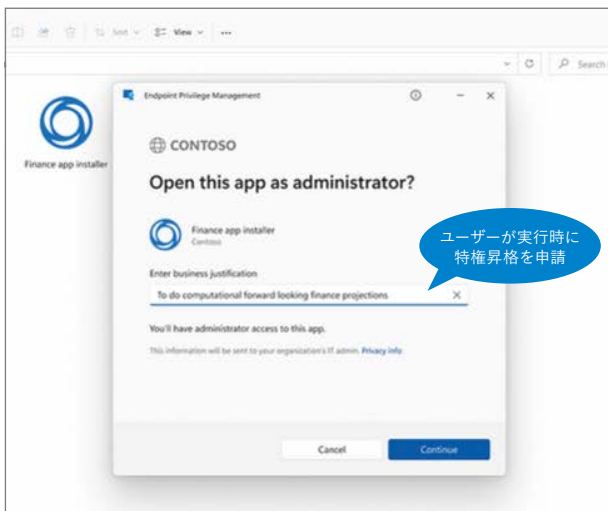 Sort
View
Search
Endpoint Privilege Management
CONTOSO
Finance app installer
Open this app as administrator?
Finance app installer
Contoso
ユーザーが実行時に
特権昇格を申請
Enter business justification
To do computational forward looking finance projections
You'll have administrator access to this app.
This information will be sent to your organization's IT admin. Privacy info
Cancel
Continue